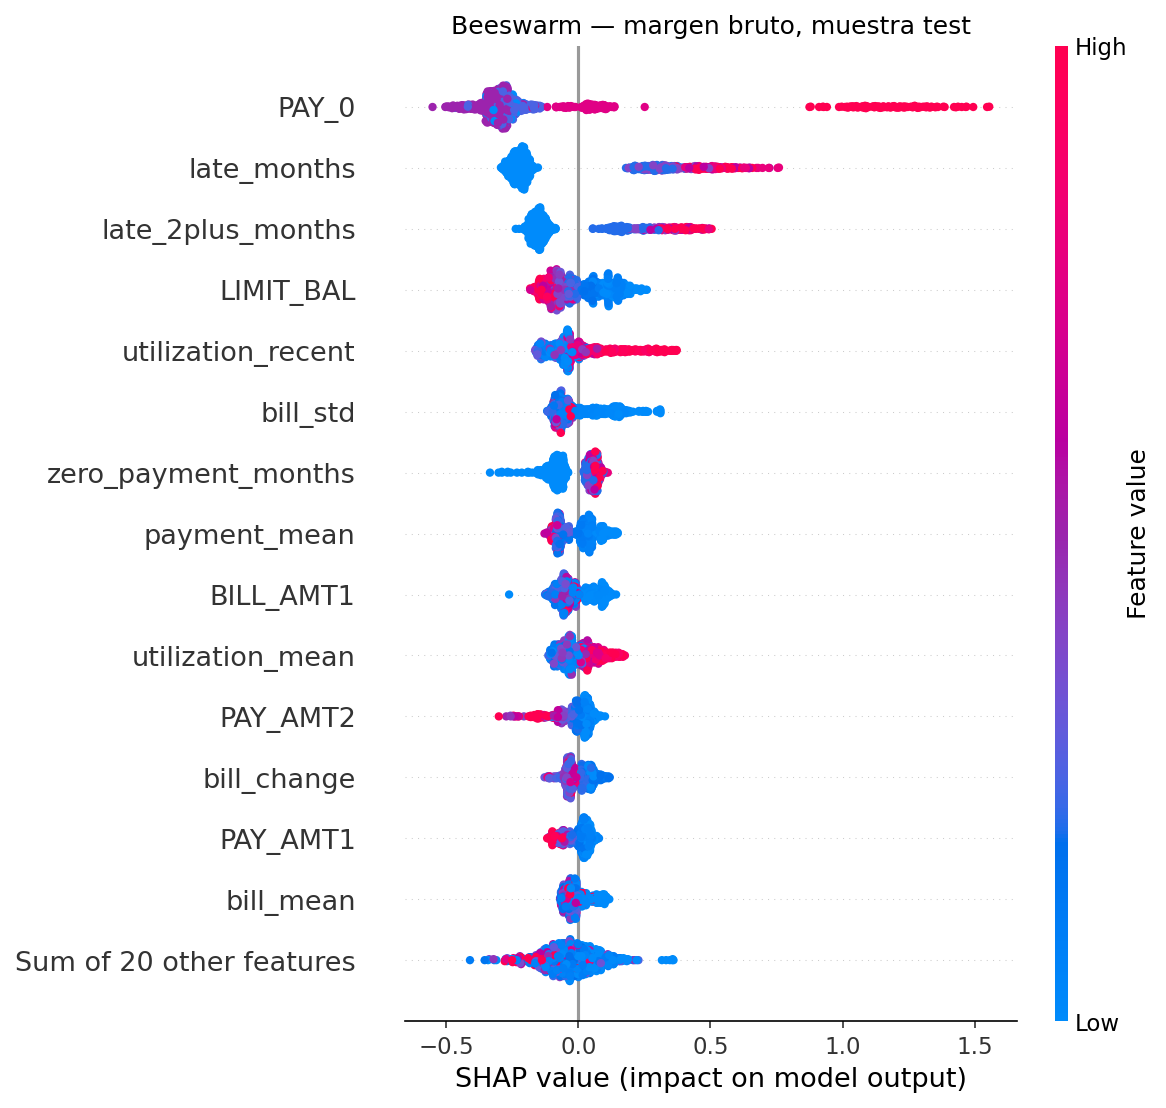 Beeswarm — margen bruto, muestra test
High
PAY_0
late_months
late_2plus_months
LIMIT_BAL
utilization_recent
bill_std
zero_payment_months
payment_mean
BILL_AMT1
utilization_mean
PAY_AMT2
bill_change
PAY_AMT1
bill_mean
Sum of 20 other features
Feature value
Low
−0.5 0.0 0.5 1.0 1.5
SHAP value (impact on model output)